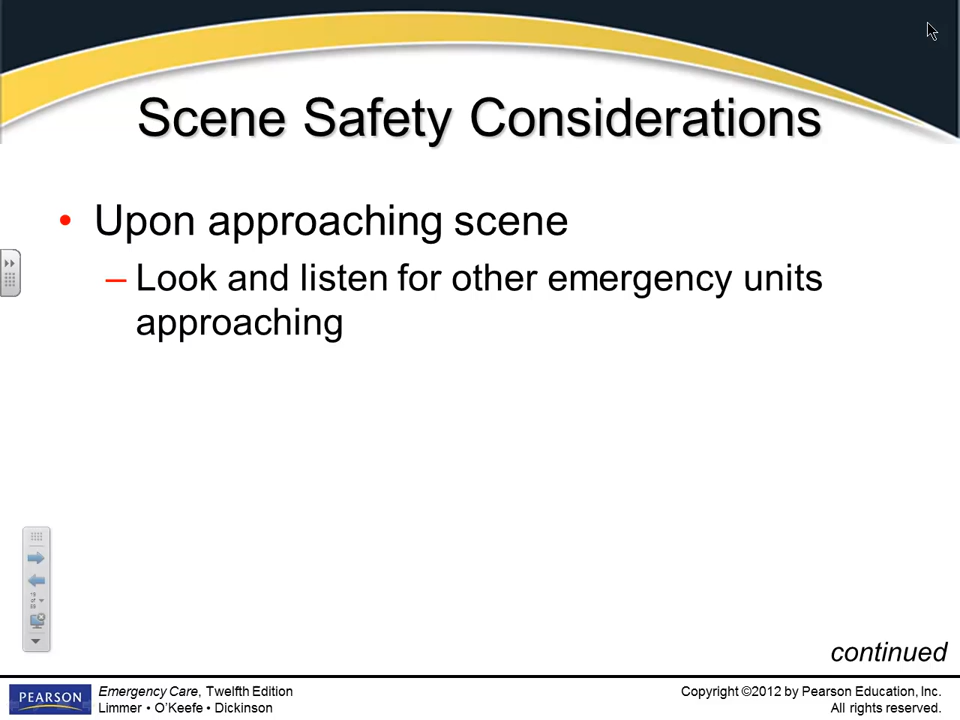 Scene Safety Considerations
• Upon approaching scene
– Look and listen for other emergency units
approaching
continued
PEARSON
Emergency Care, Twelfth Edition
Limmer • O’Keefe • Dickinson
Copyright ©2012 by Pearson Education, Inc.
All rights reserved.